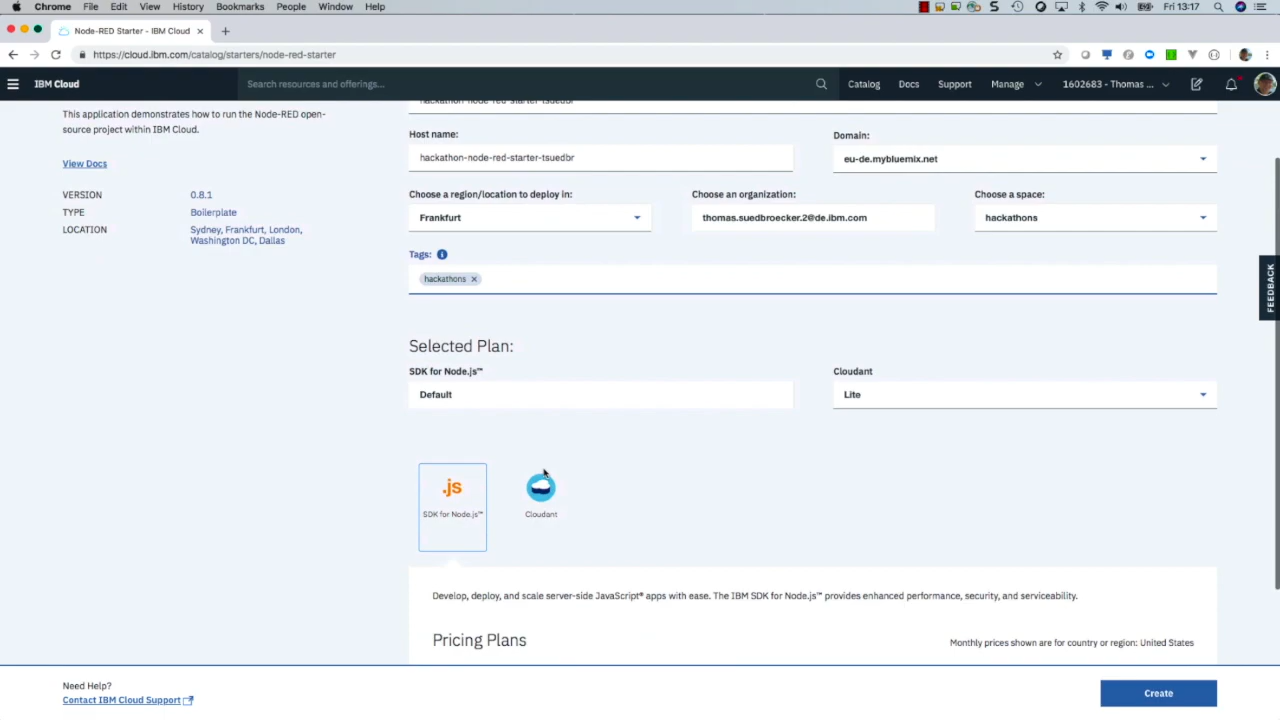 Chrome File Edit View History Bookmarks People Window Help Fri 13:17
Node-RED Starter - IBM Cloud
https://cloud.ibm.com/catalog/starters/node-red-starter
IBM Cloud Search resources and offerings... Catalog Docs Support Manage 1602683 - Thomas ...
This application demonstrates how to run the Node-RED open-
source project within IBM Cloud.
View Docs
VERSION 0.8.1
TYPE Boilerplate
LOCATION Sydney, Frankfurt, London,
Washington DC, Dallas
hackathon-node-red-starter-tsuedbr
Host name: Domain:
hackathon-node-red-starter-tsuedbr eu-de.mybluemix.net
Choose a region/location to deploy in: Choose an organization: Choose a space:
Frankfurt thomas.suedbroecker.2@de.ibm.com hackathons
Tags:
hackathons
Selected Plan:
SDK for Node.js™ Cloudant
Default Lite
.js
SDK for Node.js™ Cloudant
Develop, deploy, and scale server-side JavaScript® apps with ease. The IBM SDK for Node.js™ provides enhanced performance, security, and serviceability.
Pricing Plans Monthly prices shown are for country or region: United States
FEEDBACK
Need Help?
Contact IBM Cloud Support
Create